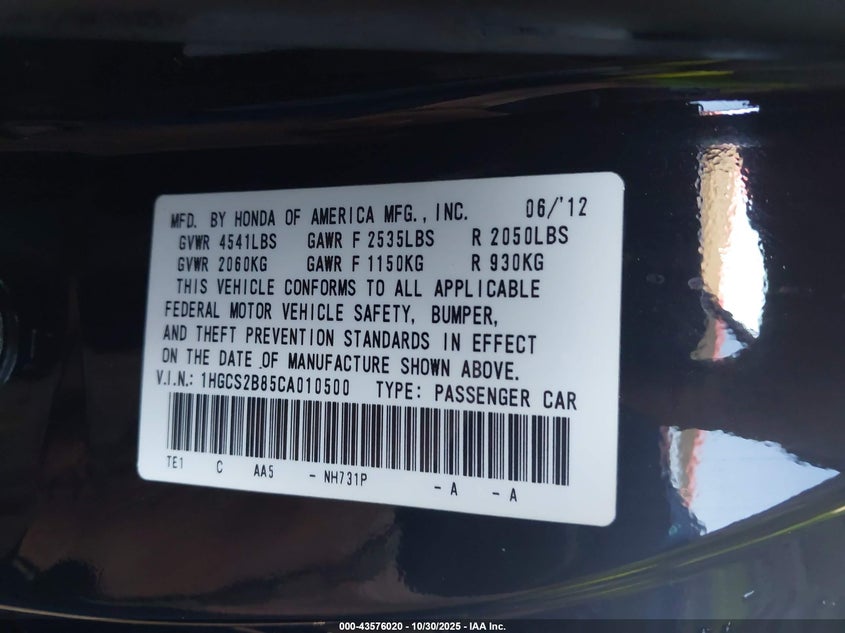 MFD. BY HONDA OF AMERICA MFG., INC. 06/'12
GVWR 4541LBS GAWR F 2535LBS R 2050LBS
GVWR 2060KG GAWR F 1150KG R 930KG
THIS VEHICLE CONFORMS TO ALL APPLICABLE
FEDERAL MOTOR VEHICLE SAFETY, BUMPER,
AND THEFT PREVENTION STANDARDS IN EFFECT
ON THE DATE OF MANUFACTURE SHOWN ABOVE.
V.I.N.: 1HGCS2B85CA010500 TYPE: PASSENGER CAR
TE1 C AA5 - NH731P - A - A
000-43576020 - 10/30/2025 - IAA Inc.